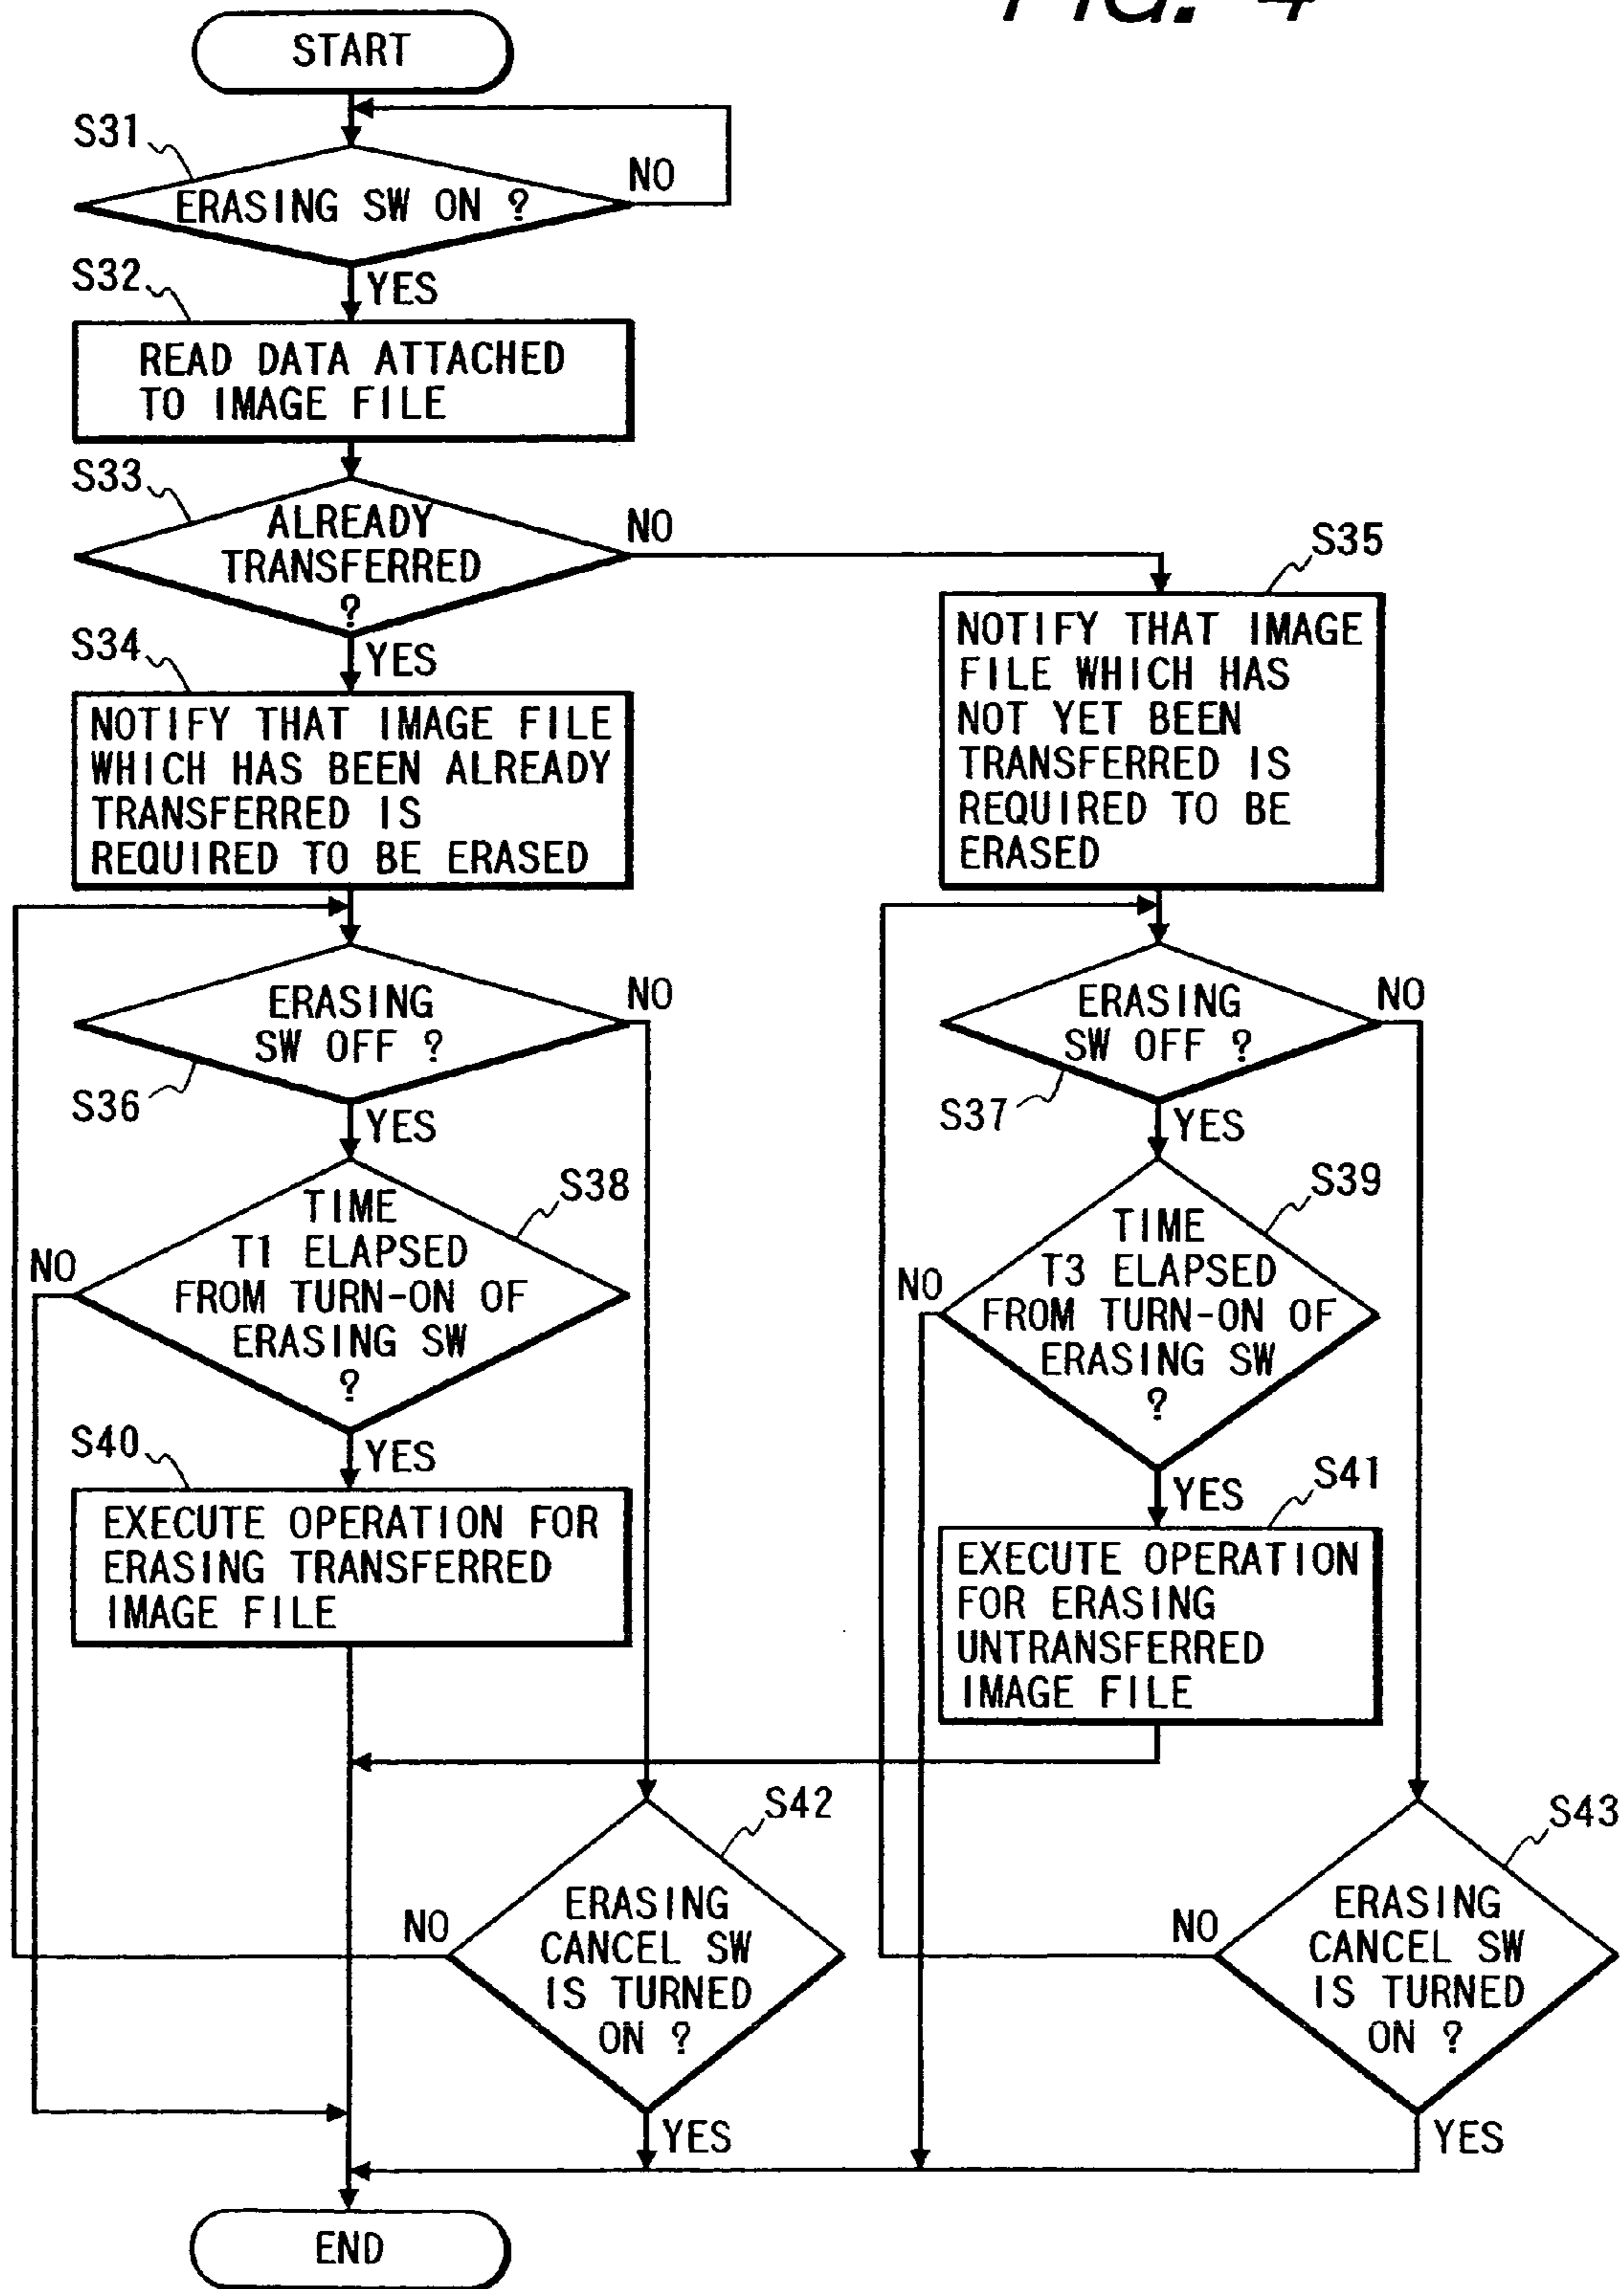 FIG. 4
START
S31
ERASING SW ON ?
NO
YES
S32
READ DATA ATTACHED
TO IMAGE FILE
S33
ALREADY
TRANSFERRED
?
NO
YES
S34
NOTIFY THAT IMAGE FILE
WHICH HAS BEEN ALREADY
TRANSFERRED IS
REQUIRED TO BE ERASED
S35
NOTIFY THAT IMAGE
FILE WHICH HAS
NOT YET BEEN
TRANSFERRED IS
REQUIRED TO BE
ERASED
ERASING
SW OFF ?
NO
S36
YES
ERASING
SW OFF ?
NO
S37
YES
S38
TIME
T1 ELAPSED
FROM TURN-ON OF
ERASING SW
?
NO
YES
S39
TIME
T3 ELAPSED
FROM TURN-ON OF
ERASING SW
?
NO
YES
S40
EXECUTE OPERATION FOR
ERASING TRANSFERRED
IMAGE FILE
S41
EXECUTE OPERATION
FOR ERASING
UNTRANSFERRED
IMAGE FILE
S42
ERASING
CANCEL SW
IS TURNED
ON ?
NO
YES
S43
ERASING
CANCEL SW
IS TURNED
ON ?
NO
YES
END